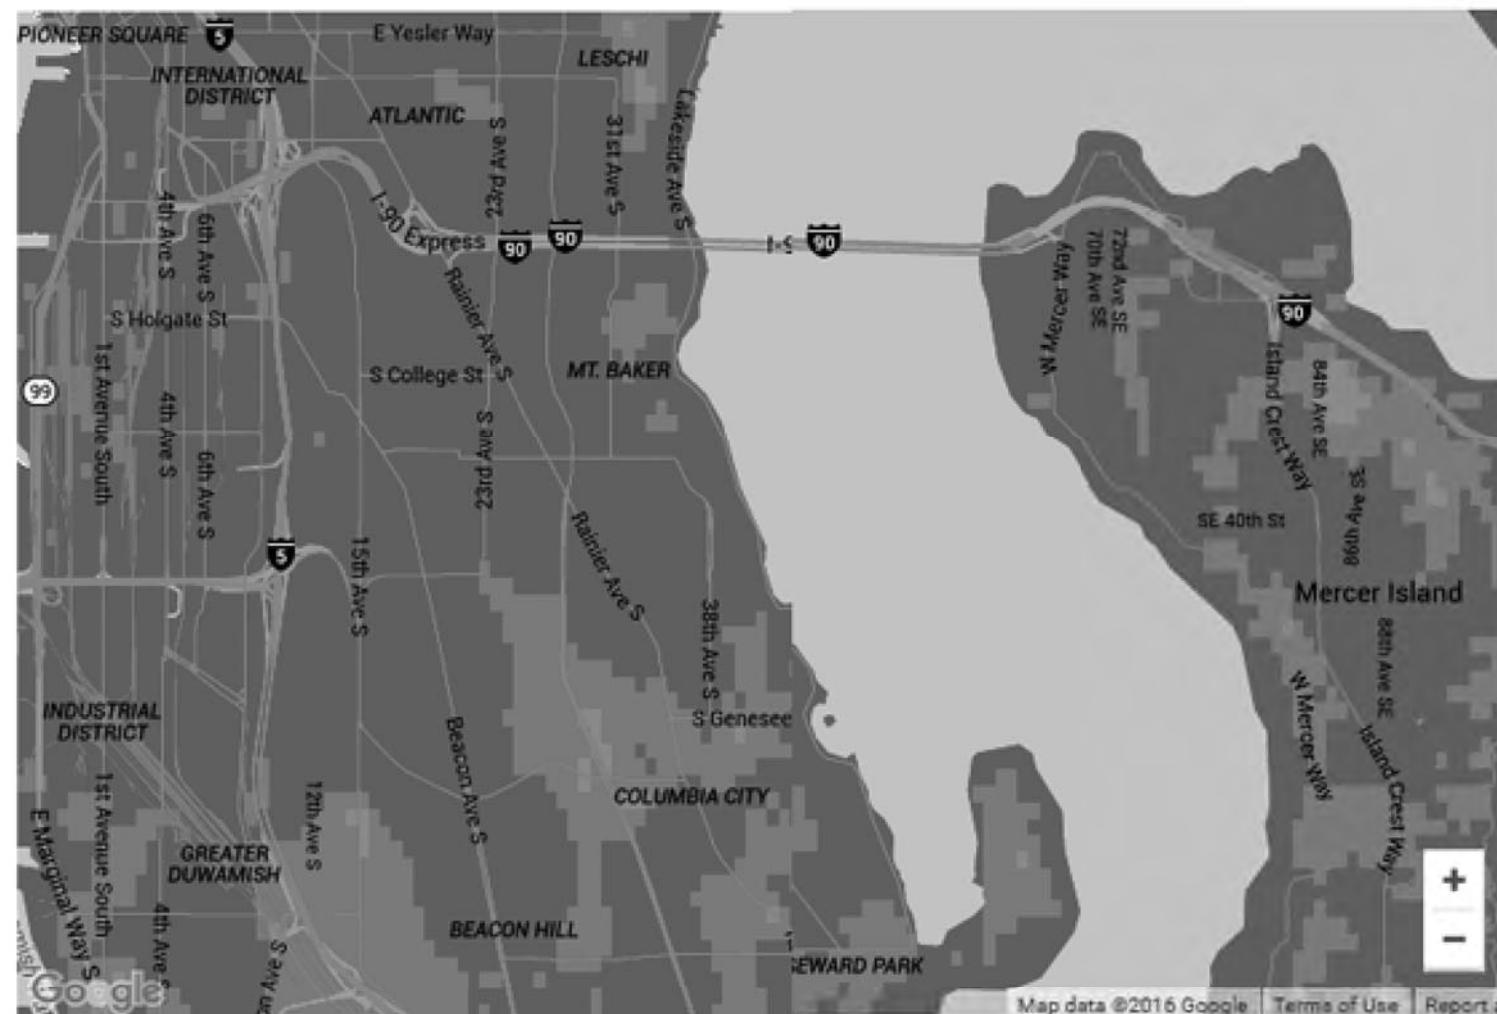 PIONEER SQUARE
5
E Yesler Way
LESCHI
INTERNATIONAL
DISTRICT
ATLANTIC
Lakeside Ave S
23rd Ave S
31st Ave S
4th Ave S
6th Ave S
I-90 Express
90
90
90
W Mercer Way
70th Ave SE
72nd Ave SE
Rainier Ave S
S Holgate St
90
99
1st Avenue South
S College St
MT. BAKER
Island Crest Way
84th Ave SE
4th Ave S
6th Ave S
23rd Ave S
86th Ave SE
SE 40th St
5
15th Ave S
Rainier Ave S
38th Ave S
Mercer Island
88th Ave SE
W Mercer Way
INDUSTRIAL
DISTRICT
S Genesee
Beacon Ave S
Island Crest Way
1st Avenue South
12th Ave S
COLUMBIA CITY
E Marginal Way S
GREATER
DUWAMISH
4th Ave S
BEACON HILL
SEWARD PARK
+
−
Google
Map data ©2016 Google
Terms of Use
Report